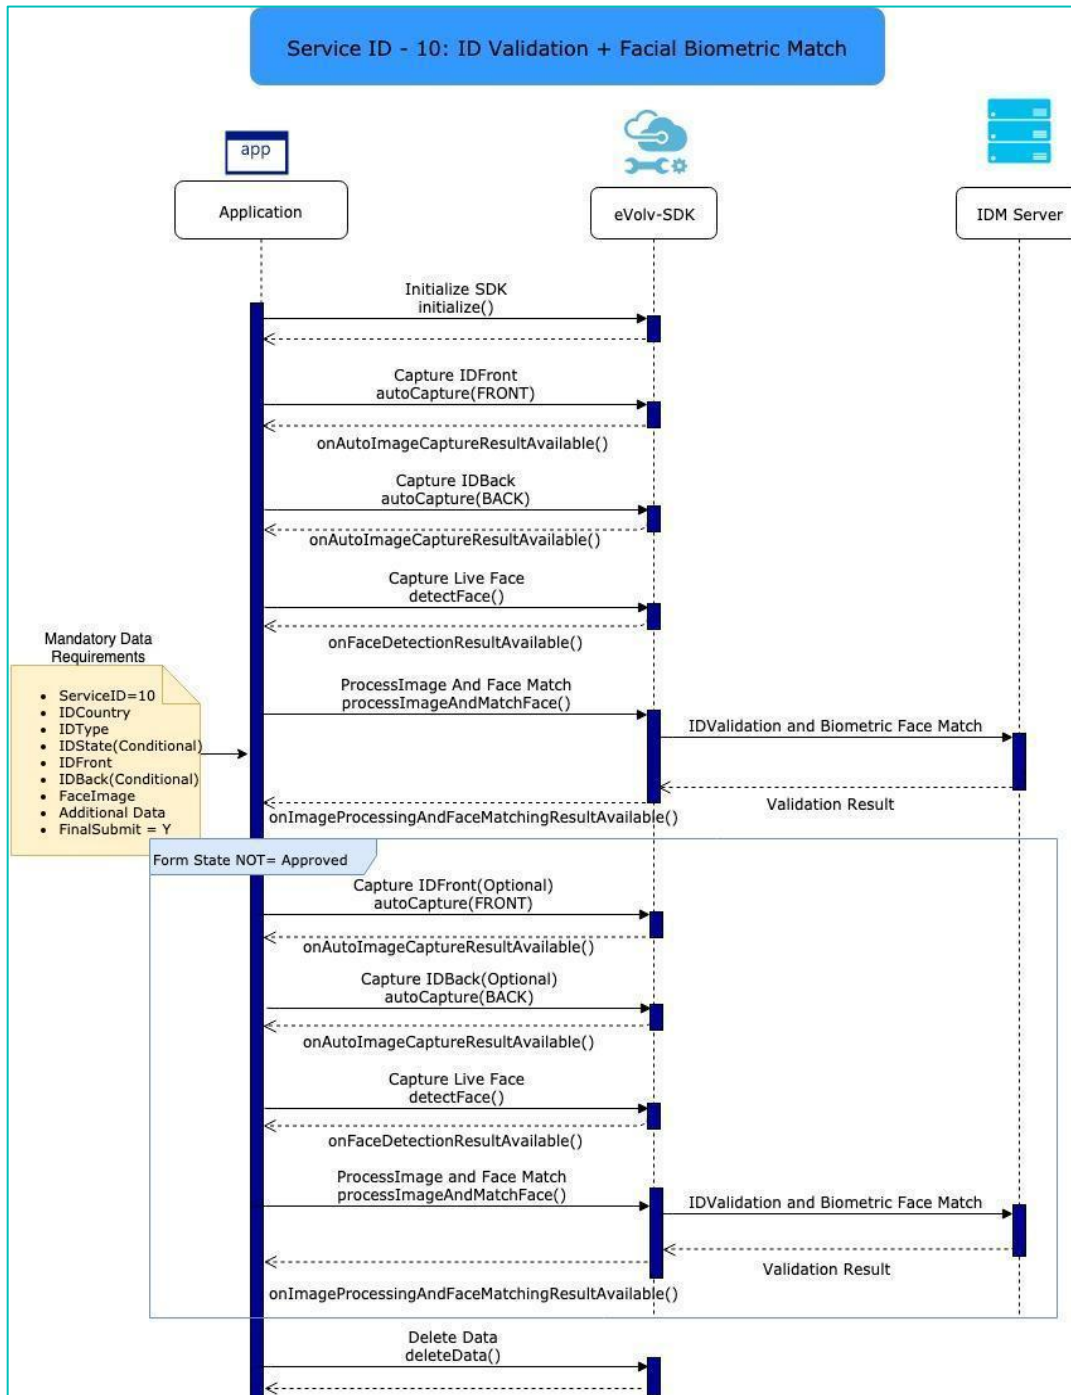 Service ID - 10: ID Validation + Facial Biometric Match
app
Application
eVolv-SDK
IDM Server
Initialize SDK
initialize()
Capture IDFront
autoCapture(FRONT)
onAutoImageCaptureResultAvailable()
Capture IDBack
autoCapture(BACK)
onAutoImageCaptureResultAvailable()
Capture Live Face
detectFace()
onFaceDetectionResultAvailable()
Mandatory Data
Requirements
• ServiceID=10
• IDCountry
• IDType
• IDState(Conditional)
• IDFront
• IDBack(Conditional)
• FaceImage
• Additional Data
• FinalSubmit = Y
ProcessImage And Face Match
processImageAndMatchFace()
IDValidation and Biometric Face Match
Validation Result
onImageProcessingAndFaceMatchingResultAvailable()
Form State NOT= Approved
Capture IDFront(Optional)
autoCapture(FRONT)
onAutoImageCaptureResultAvailable()
Capture IDBack(Optional)
autoCapture(BACK)
onAutoImageCaptureResultAvailable()
Capture Live Face
detectFace()
onFaceDetectionResultAvailable()
ProcessImage and Face Match
processImageAndMatchFace()
IDValidation and Biometric Face Match
Validation Result
onImageProcessingAndFaceMatchingResultAvailable()
Delete Data
deleteData()